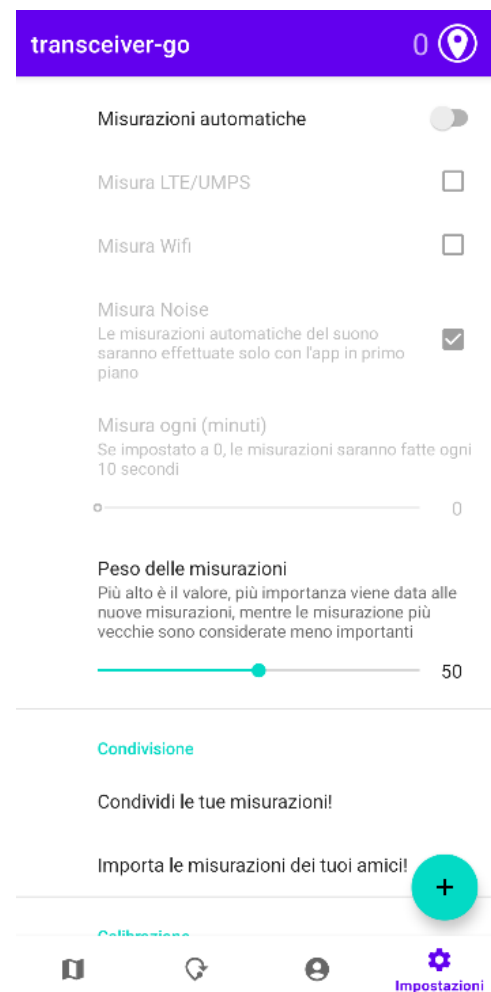 transceiver-go 0
Misurazioni automatiche
Misura LTE/UMPS
Misura Wifi
Misura Noise
Le misurazioni automatiche del suono
saranno effettuate solo con l'app in primo
piano
Misura ogni (minuti)
Se impostato a 0, le misurazioni saranno fatte ogni
10 secondi
0
Peso delle misurazioni
Più alto è il valore, più importanza viene data alle
nuove misurazioni, mentre le misurazione più
vecchie sono considerate meno importanti
50
Condivisione
Condividi le tue misurazioni!
Importa le misurazioni dei tuoi amici!
+
Calibrazione
Impostazioni